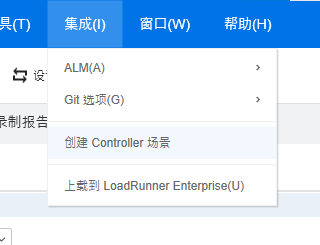 具(T) 集成(I) 窗口(W) 帮助(H)
ALM(A)
设
Git 选项(G)
录制报告
创建 Controller 场景
上载到 LoadRunner Enterprise(U)